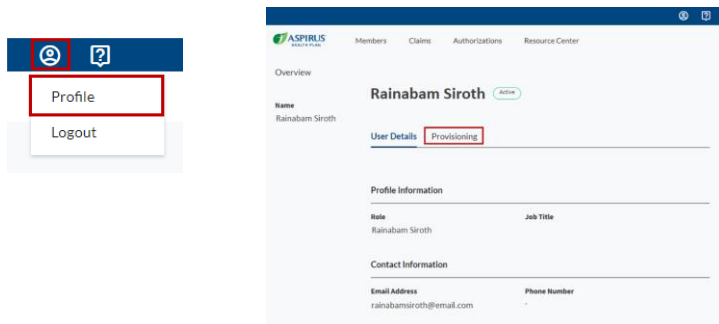 Profile
Logout
ASPIRUS
HEALTH PLAN
Members Claims Authorizations Resource Center
Overview
Name
Rainabam Siroth
Rainabam Siroth Active
User Details Provisioning
Profile Information
Role Job Title
Rainabam Siroth
Contact Information
Email Address Phone Number
rainabamsiroth@email.com -